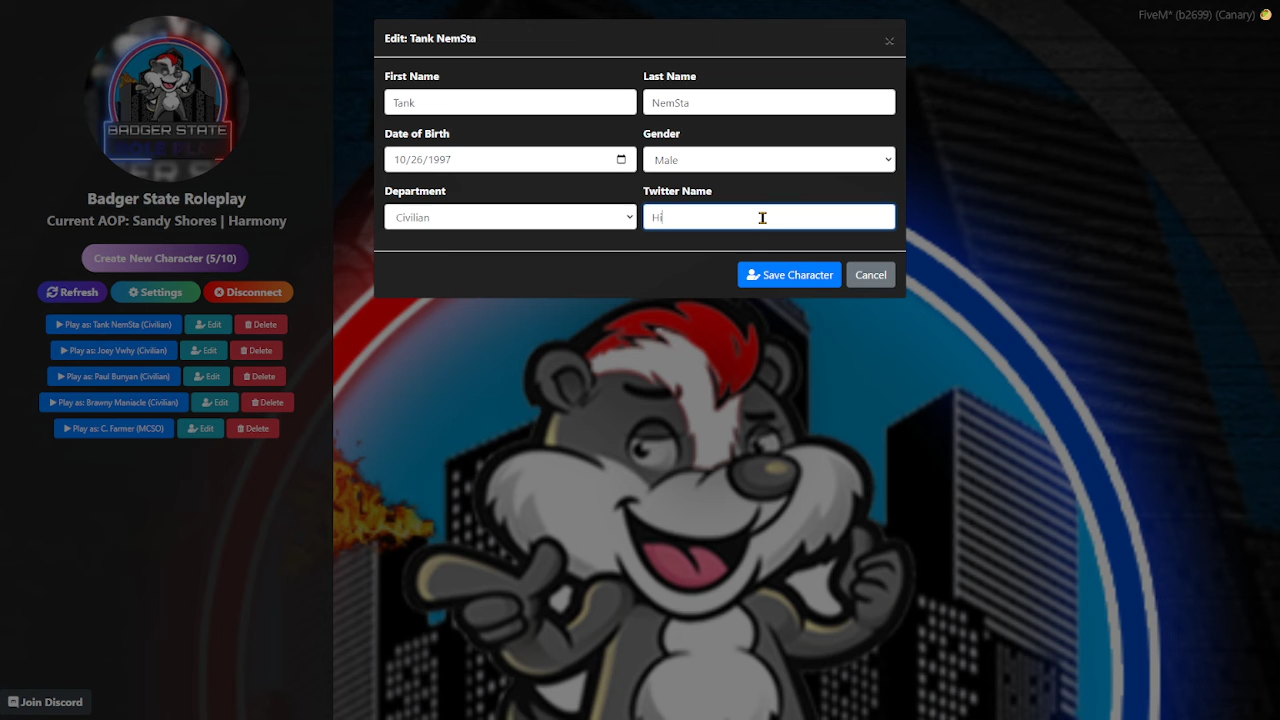 FiveM* (b2699) (Canary)
BADGER STATE
Badger State Roleplay
Current AOP: Sandy Shores | Harmony
Create New Character (5/10)
Refresh Settings Disconnect
Play as: Tank NemSta (Civilian) Edit Delete
Play as: Joey Vwhy (Civilian) Edit Delete
Play as: Paul Bunyan (Civilian) Edit Delete
Play as: Brawny Maniacle (Civilian) Edit Delete
Play as: C. Farmer (MCSO) Edit Delete
Join Discord
Edit: Tank NemSta
First Name Last Name
Tank NemSta
Date of Birth Gender
10/26/1997 Male
Department Twitter Name
Civilian Hi
Save Character Cancel